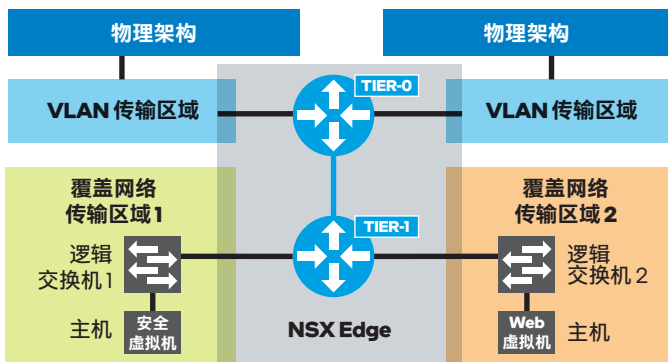 物理架构
物理架构
TIER-0
VLAN 传输区域
VLAN 传输区域
覆盖网络
传输区域1
覆盖网络
传输区域 2
TIER-1
逻辑
交换机1
逻辑
交换机 2
主机
安全
虚拟机
NSX Edge
Web
虚拟机
主机